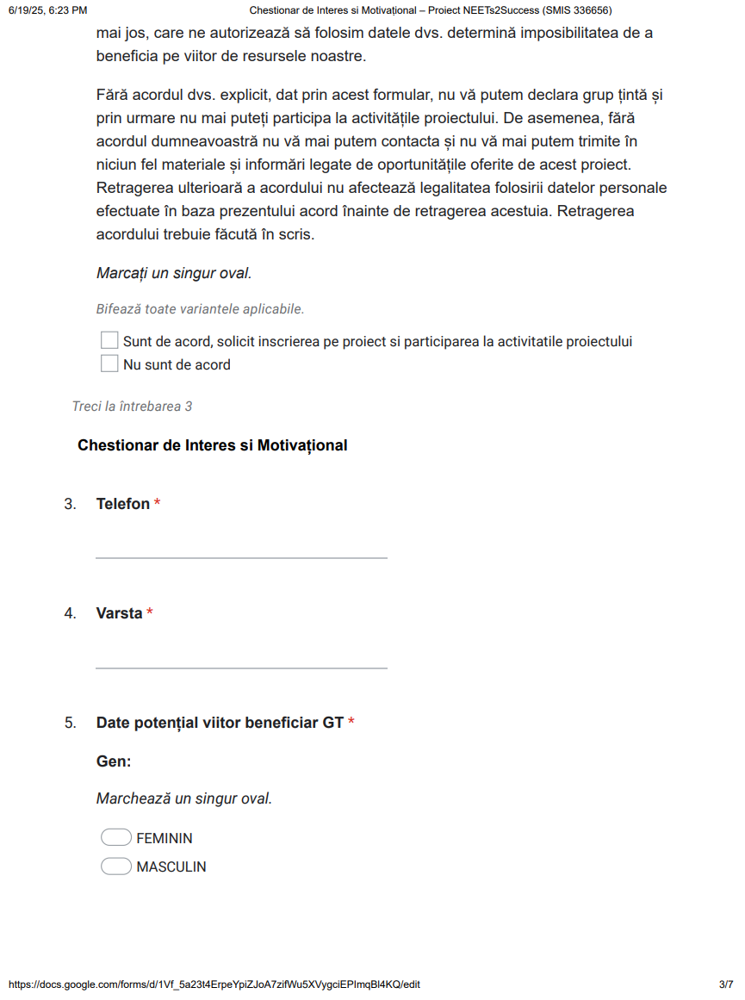 6/19/25, 6:23 PM Chestionar de Interes si Motivațional – Proiect NEETs2Success (SMIS 336656)
mai jos, care ne autorizează să folosim datele dvs. determină imposibilitatea de a
beneficia pe viitor de resursele noastre.
Fără acordul dvs. explicit, dat prin acest formular, nu vă putem declara grup țintă și
prin urmare nu mai puteți participa la activitățile proiectului. De asemenea, fără
acordul dumneavoastră nu vă mai putem contacta și nu vă mai putem trimite în
niciun fel materiale și informări legate de oportunitățile oferite de acest proiect.
Retragerea ulterioară a acordului nu afectează legalitatea folosirii datelor personale
efectuate în baza prezentului acord înainte de retragerea acestuia. Retragerea
acordului trebuie făcută în scris.
Marcați un singur oval.
Bifează toate variantele aplicabile.
Sunt de acord, solicit inscrierea pe proiect si participarea la activitatile proiectului
Nu sunt de acord
Treci la întrebarea 3
Chestionar de Interes si Motivațional
3. Telefon *
4. Varsta *
5. Date potențial viitor beneficiar GT *
Gen:
Marchează un singur oval.
FEMININ
MASCULIN
https://docs.google.com/forms/d/1Vf_5a23t4ErpeYpiZJoA7zifWu5XVygciEPlmqBl4KQ/edit 3/7